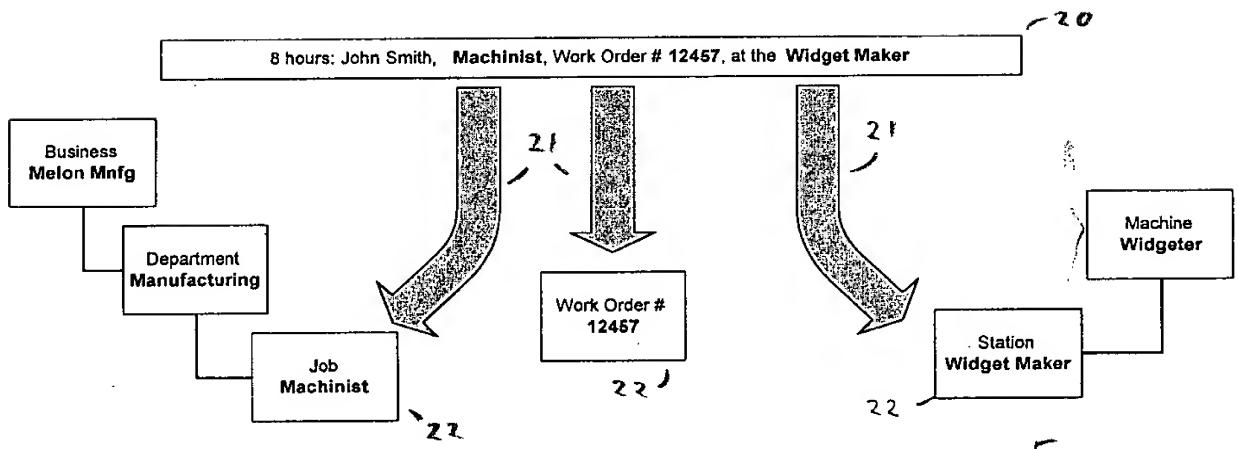 20
8 hours: John Smith, Machinist, Work Order # 12457, at the Widget Maker
21
21
Business
Melon Mnfg
Machine
Widgeter
Department
Manufacturing
Work Order #
12457
Station
Widget Maker
Job
Machinist
22
22
22